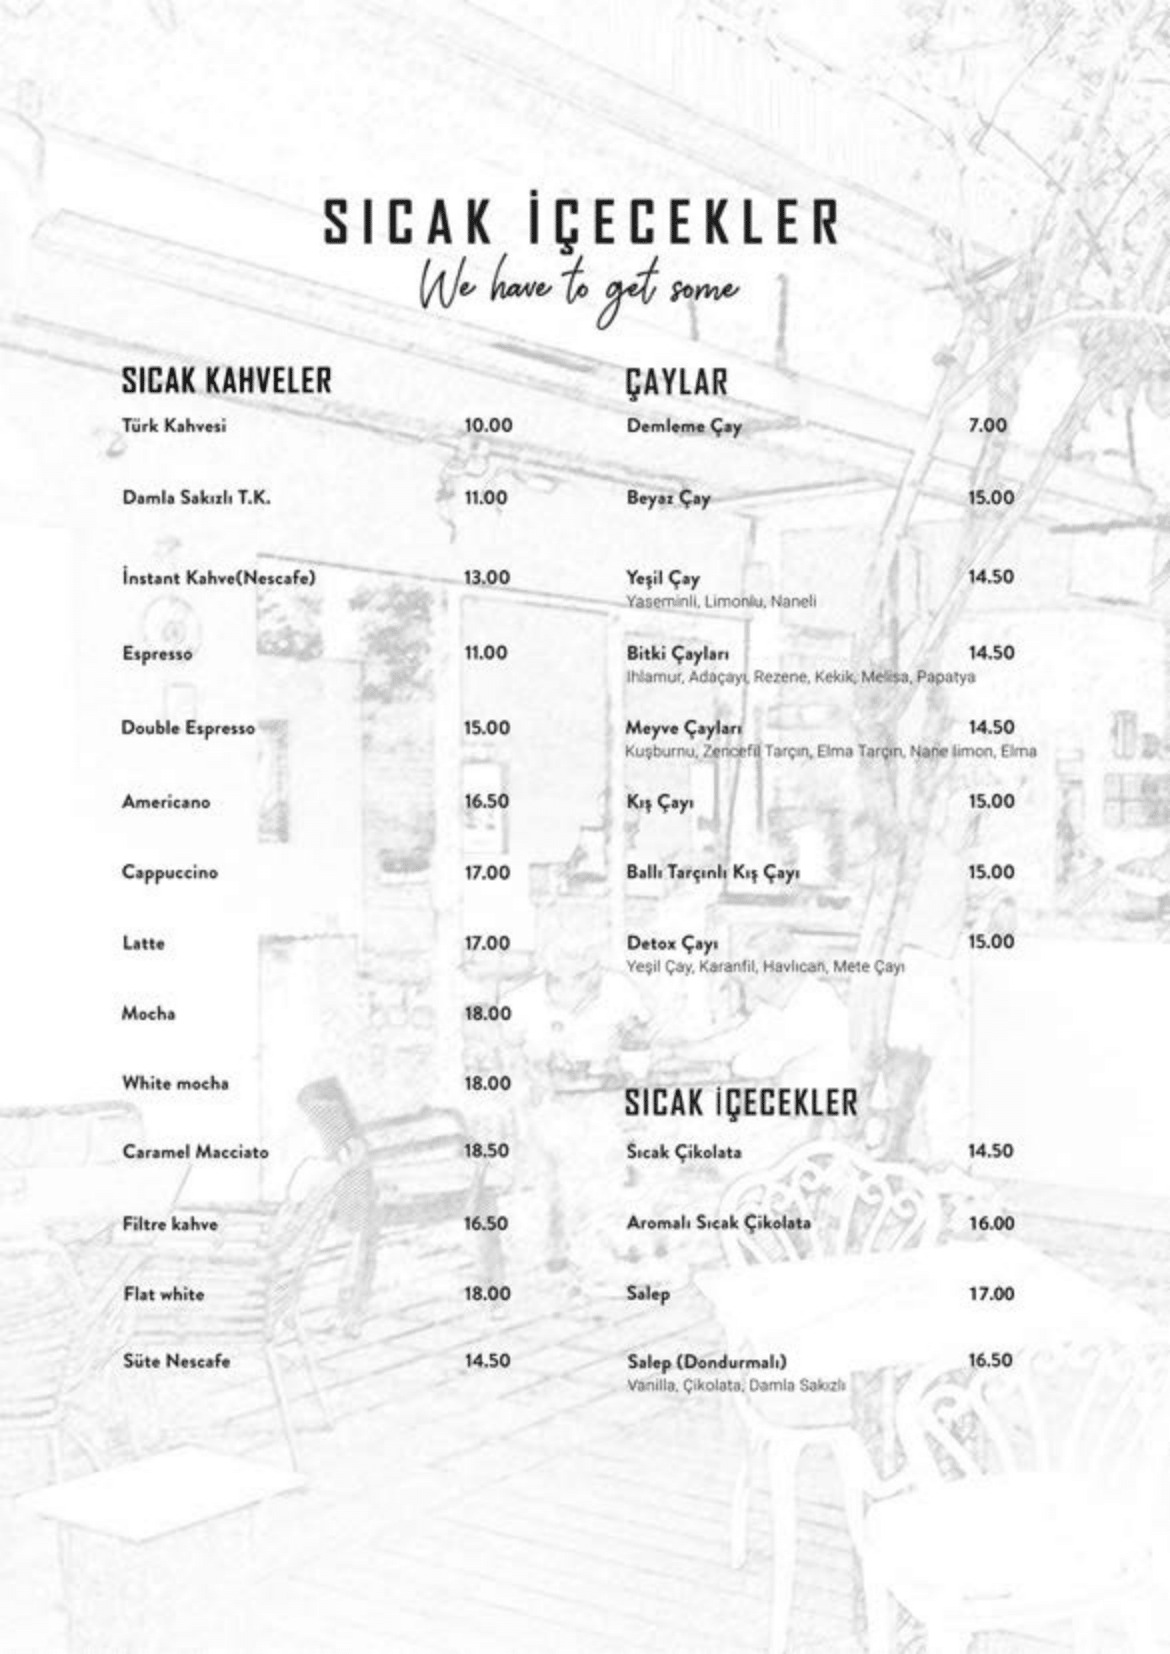 SICAK İÇECEKLER
We have to get some
SICAK KAHVELER
Türk Kahvesi 10.00
Damla Sakızlı T.K. 11.00
İnstant Kahve(Nescafe) 13.00
Espresso 11.00
Double Espresso 15.00
Americano 16.50
Cappuccino 17.00
Latte 17.00
Mocha 18.00
White mocha 18.00
Caramel Macciato 18.50
Filtre kahve 16.50
Flat white 18.00
Süte Nescafe 14.50
ÇAYLAR
Demleme Çay 7.00
Beyaz Çay 15.00
Yeşil Çay 14.50
Yaseminli, Limonlu, Naneli
Bitki Çayları 14.50
Ihlamur, Adaçayı, Rezene, Kekik, Melisa, Papatya
Meyve Çayları 14.50
Kuşburnu, Zencefil Tarçın, Elma Tarçın, Nane limon, Elma
Kış Çayı 15.00
Ballı Tarçınlı Kış Çayı 15.00
Detox Çayı 15.00
Yeşil Çay, Karanfil, Havlıcan, Mete Çayı
SICAK İÇECEKLER
Sıcak Çikolata 14.50
Aromalı Sıcak Çikolata 16.00
Salep 17.00
Salep (Dondurmalı) 16.50
Vanilla, Çikolata, Damla Sakızlı